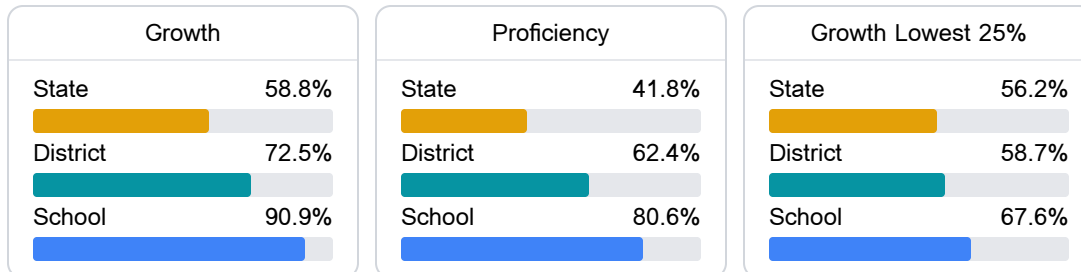 Growth
State 58.8%
District 72.5%
School 90.9%
Proficiency
State 41.8%
District 62.4%
School 80.6%
Growth Lowest 25%
State 56.2%
District 58.7%
School 67.6%